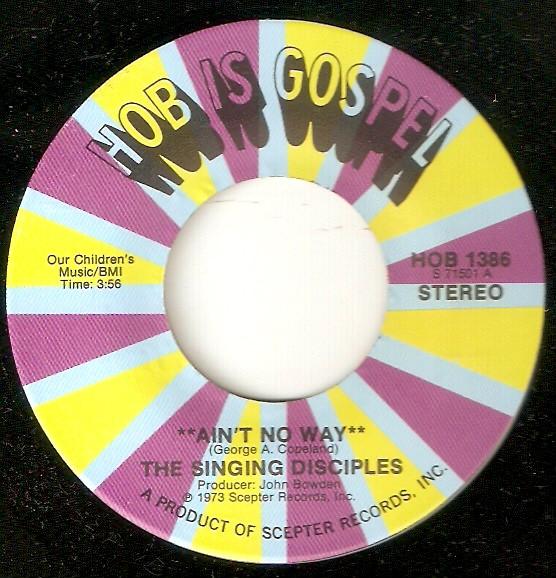 HOB IS GOSPEL
Our Children's
Music/BMI
Time: 3:56
HOB 1386
S 71501 A
STEREO
**AIN'T NO WAY**
(George A. Copeland)
THE SINGING DISCIPLES
Producer: John Bowden
℗ 1973 Scepter Records, Inc.
A PRODUCT OF SCEPTER RECORDS, INC.